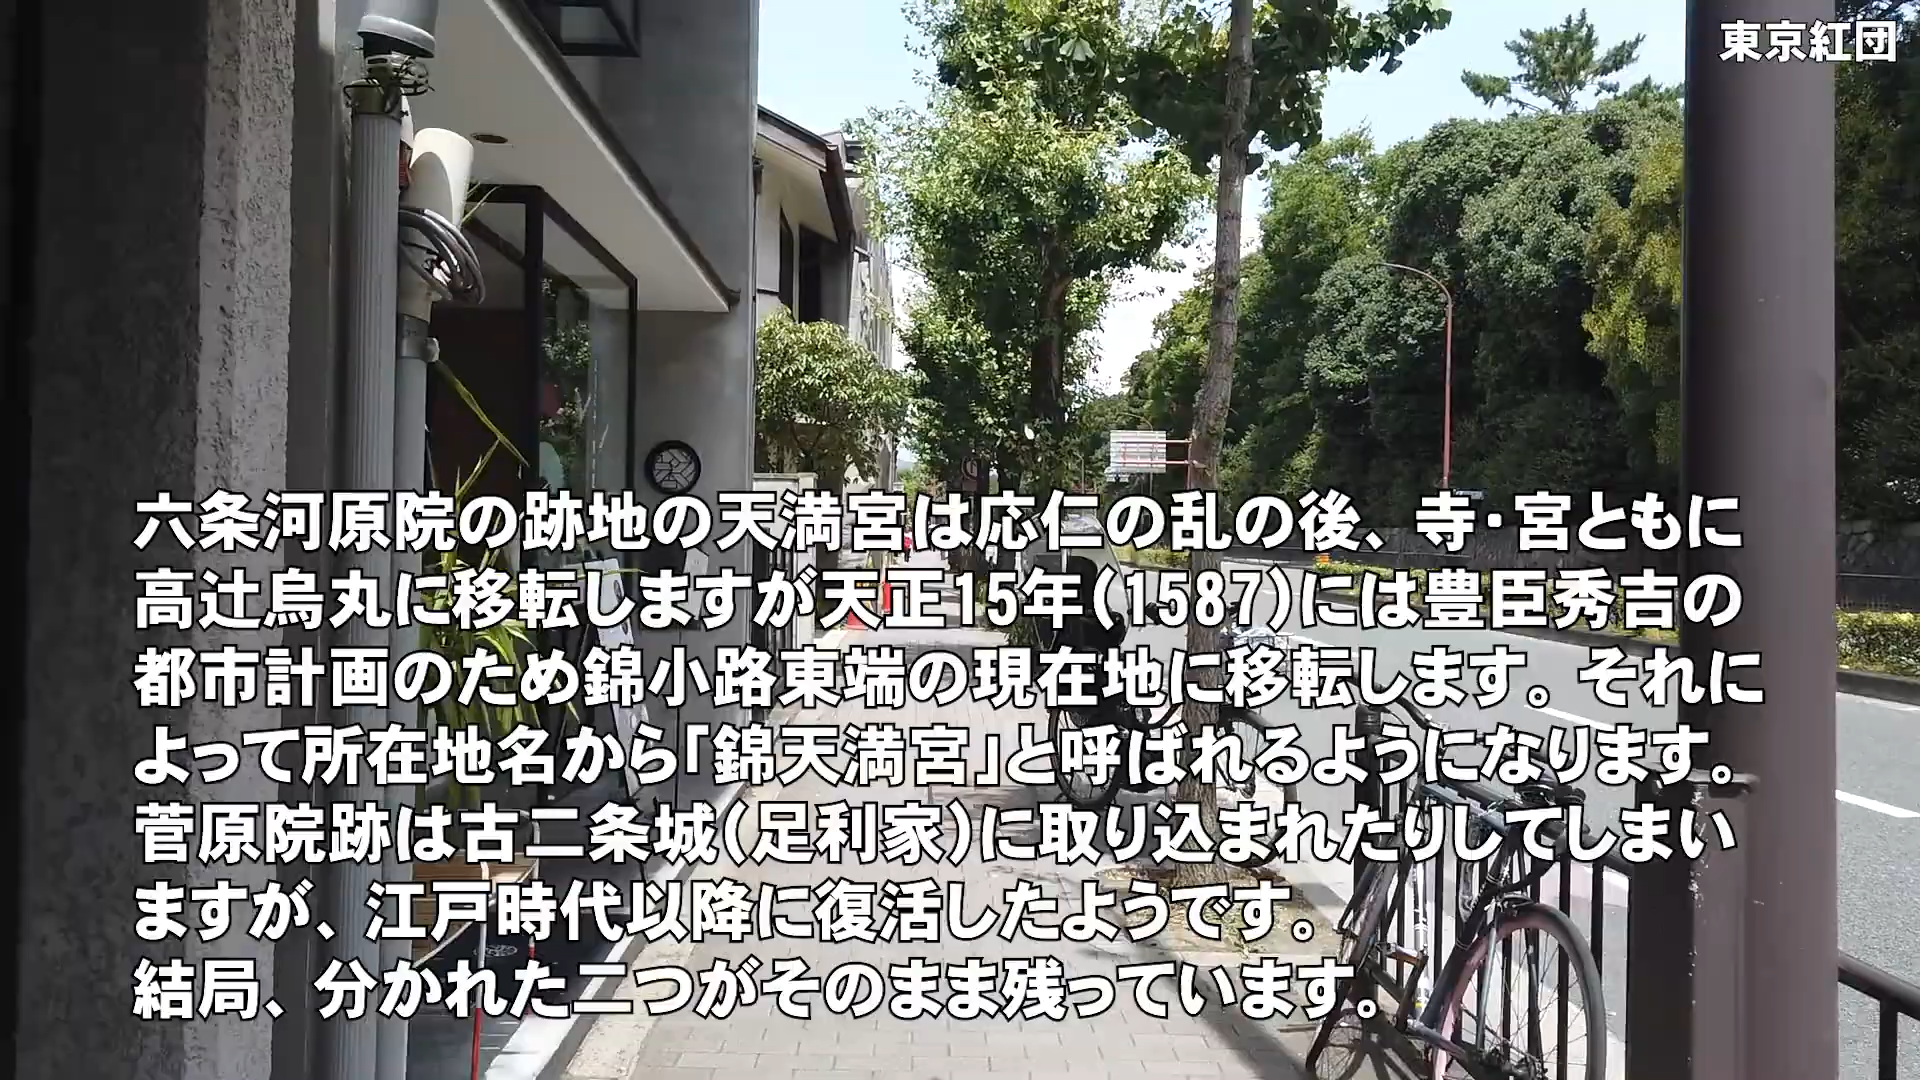 東京紅団
六条河原院の跡地の天満宮は応仁の乱の後、寺・宮ともに
高辻烏丸に移転しますが天正15年(1587)には豊臣秀吉の
都市計画のため錦小路東端の現在地に移転します。それに
よって所在地名から「錦天満宮」と呼ばれるようになります。
菅原院跡は古二条城(足利家)に取り込まれたりしてしまい
ますが、江戸時代以降に復活したようです。
結局、分かれた二つがそのまま残っています。